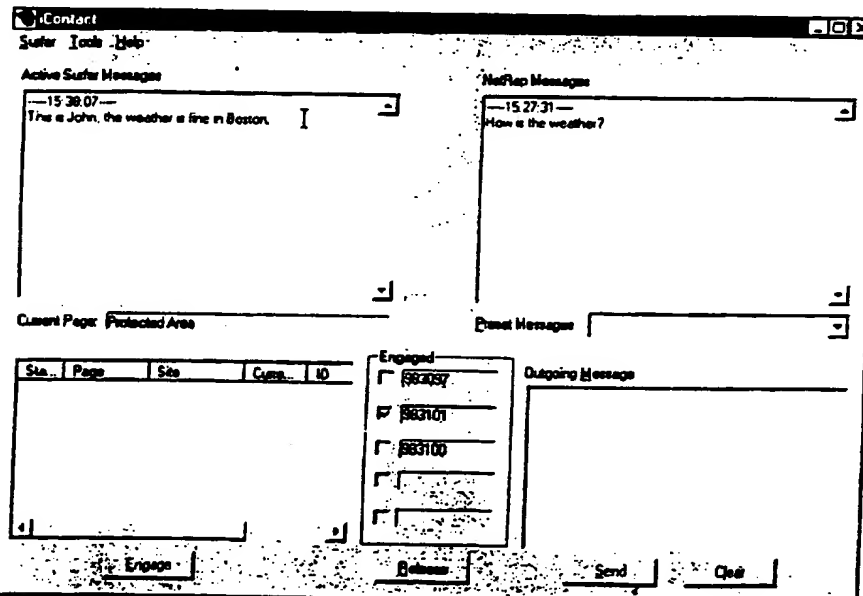 iContact
Surfer Tools Help
Active Surfer Messages
----15:38:07----
This is John, the weather is fine in Boston.
NetRep Messages
----15:27:31----
How is the weather?
Current Page: Protected Area
Preset Messages
Sta... Page Site Curre... ID
Engaged
983097
983101
983100
Outgoing Message
Engage
Release
Send
Clear